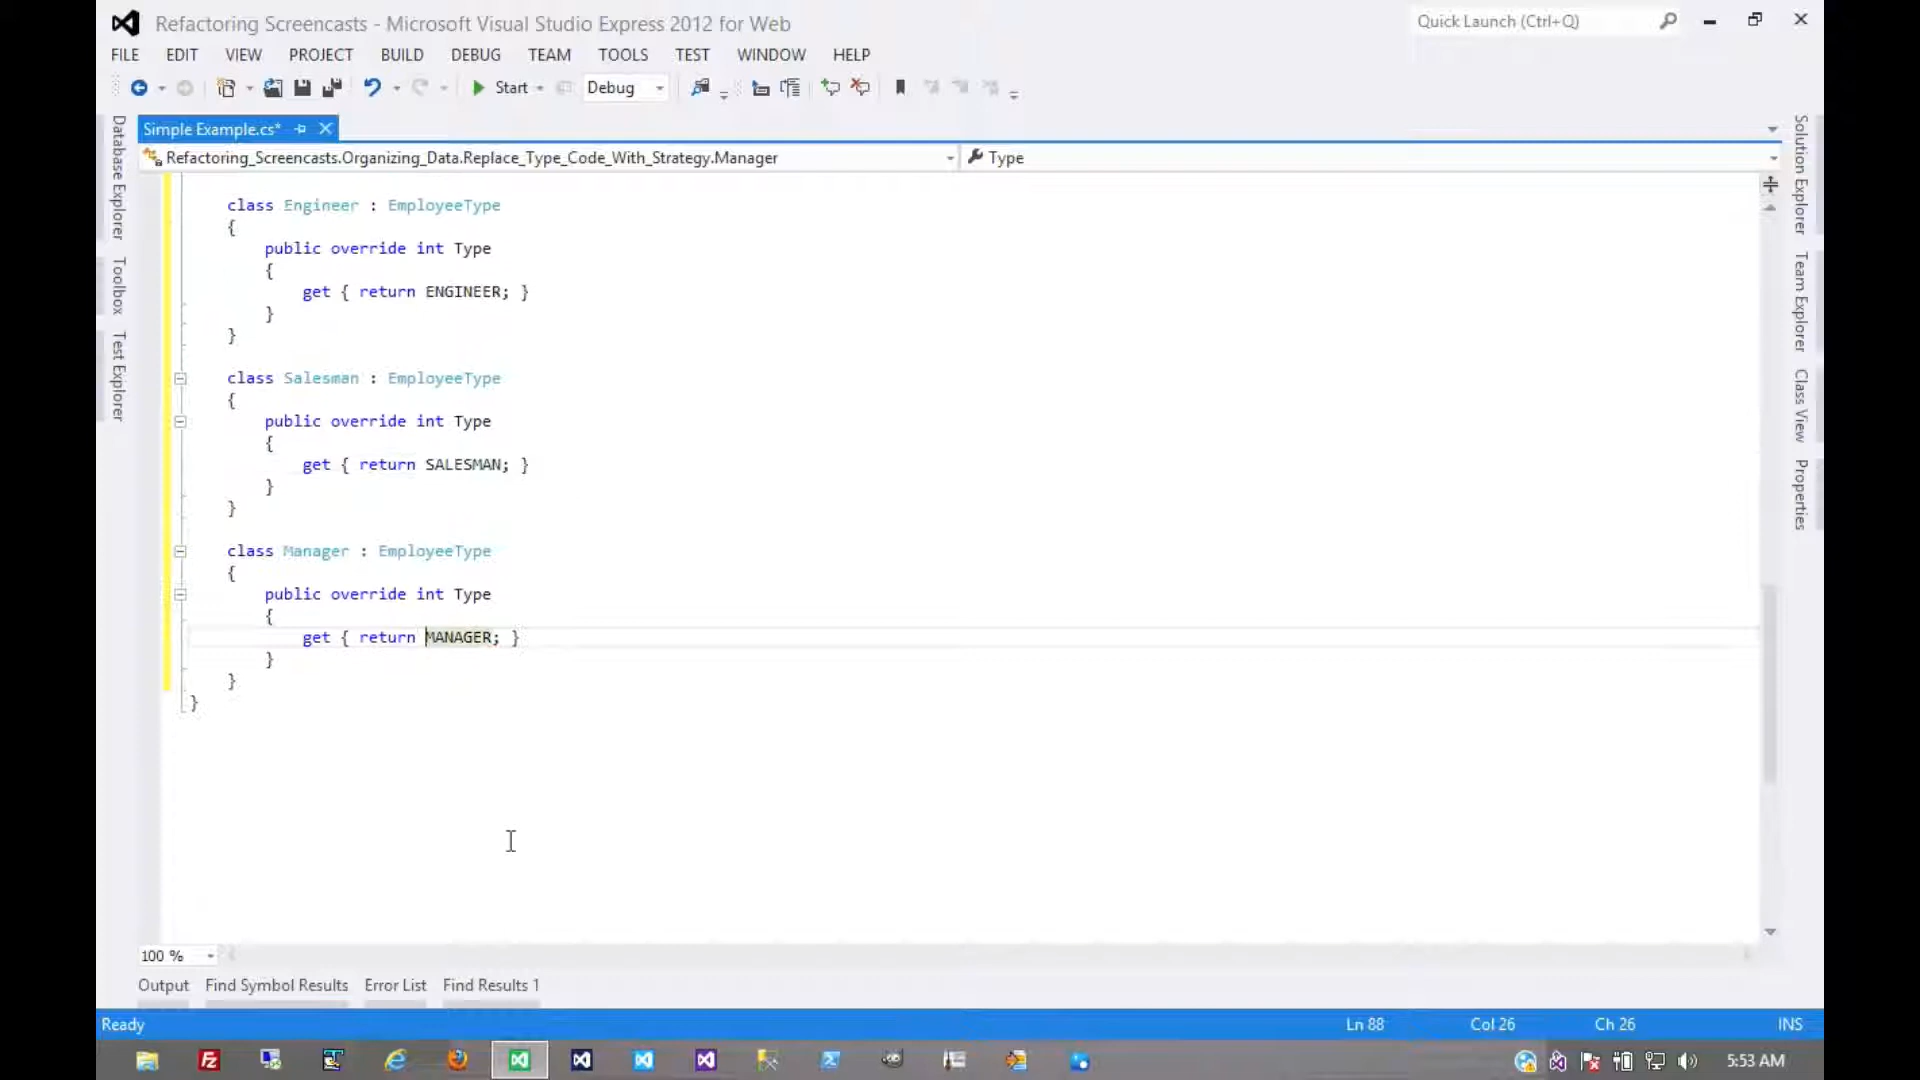 Refactoring Screencasts - Microsoft Visual Studio Express 2012 for Web
Quick Launch (Ctrl+Q)
FILE EDIT VIEW PROJECT BUILD DEBUG TEAM TOOLS TEST WINDOW HELP
Start Debug
Simple Example.cs*
Refactoring_Screencasts.Organizing_Data.Replace_Type_Code_With_Strategy.Manager
Type
Database Explorer
Toolbox
Test Explorer
class Engineer : EmployeeType
{
public override int Type
{
get { return ENGINEER; }
}
}
class Salesman : EmployeeType
{
public override int Type
{
get { return SALESMAN; }
}
}
class Manager : EmployeeType
{
public override int Type
{
get { return MANAGER; }
}
}
}
Solution Explorer
Team Explorer
Class View
Properties
100 %
Output Find Symbol Results Error List Find Results 1
Ready Ln 88 Col 26 Ch 26 INS
5:53 AM